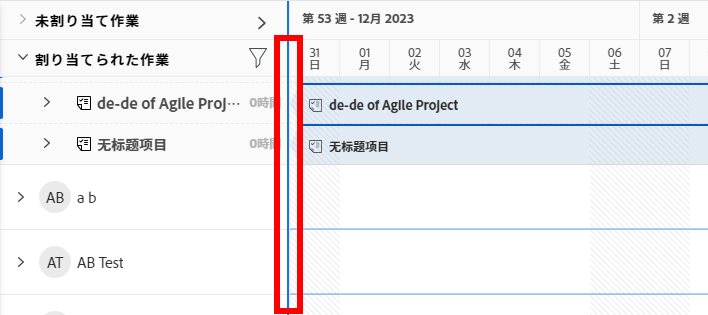 未割り当て作業
第 53 週 - 12月 2023
第 2 週
割り当てられた作業
31 01 02 03 04 05 06 07
日 月 火 水 木 金 土 日
de-de of Agile Proj… 0時間
de-de of Agile Project
无标题项目 0時間
无标题项目
AB a b
AT AB Test